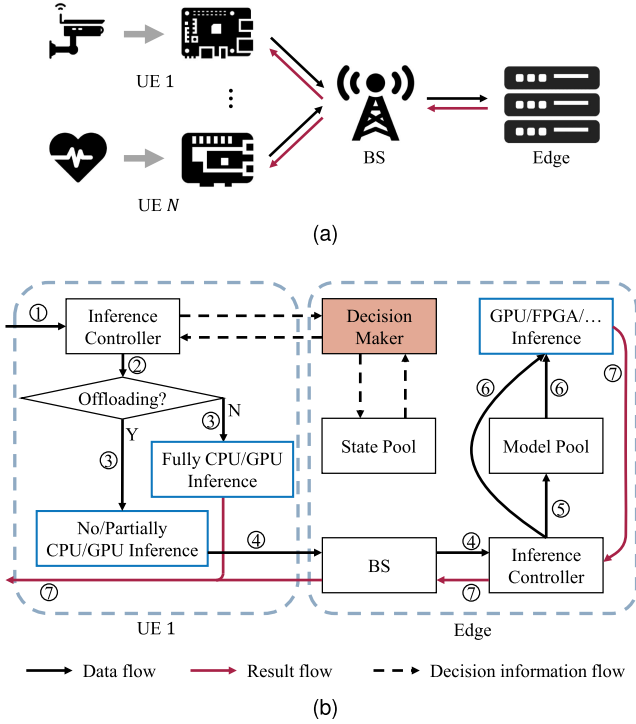 UE 1
UE N
BS
Edge
(a)
①
Inference
Controller
Decision
Maker
GPU/FPGA/…
Inference
②
⑦
Offloading?
N
⑥
⑥
Y
③
③
Fully CPU/GPU
Inference
State Pool
Model Pool
⑤
No/Partially
CPU/GPU Inference
④
BS
④
Inference
Controller
⑦
⑦
UE 1
Edge
Data flow
Result flow
Decision information flow
(b)